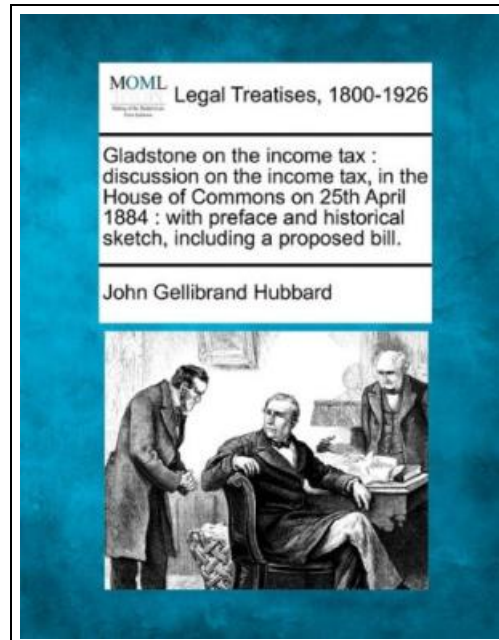 MOML
Legal Treatises, 1800-1926
Gladstone on the income tax :
discussion on the income tax, in the
House of Commons on 25th April
1884 : with preface and historical
sketch, including a proposed bill.
John Gellibrand Hubbard